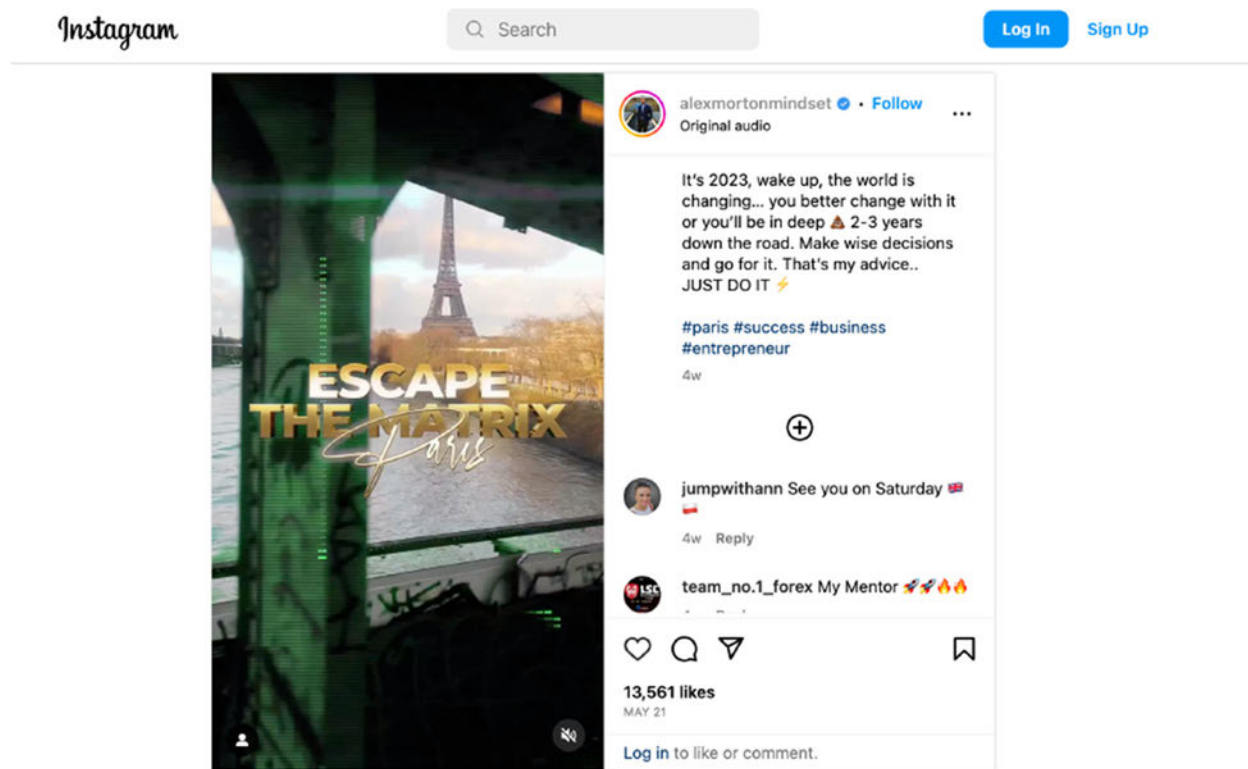 Instagram
Search
Log In
Sign Up
alexmortonmindset • Follow
Original audio
It's 2023, wake up, the world is
changing... you better change with it
or you'll be in deep 💩 2-3 years
down the road. Make wise decisions
and go for it. That's my advice..
JUST DO IT ⚡
#paris #success #business
#entrepreneur
4w
ESCAPE
THE MATRIX
Paris
jumpwithann See you on Saturday 🇬🇧
🇵🇱
4w Reply
LSC
team_no.1_forex My Mentor 🚀🚀🔥🔥
13,561 likes
MAY 21
Log in to like or comment.